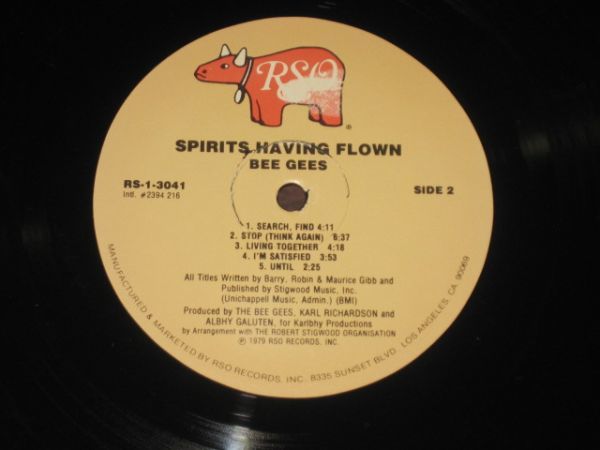 RSO
®
SPIRITS HAVING FLOWN
BEE GEES
RS-1-3041
Intl. #2394 216
SIDE 2
1. SEARCH, FIND 4:11
2. STOP (THINK AGAIN) 6:37
3. LIVING TOGETHER 4:18
4. I'M SATISFIED 3:53
5. UNTIL 2:25
All Titles Written by Barry, Robin & Maurice Gibb and
Published by Stigwood Music, Inc.
(Unichappell Music, Admin.) (BMI)
Produced by THE BEE GEES, KARL RICHARDSON and
ALBHY GALUTEN, for Karlbhy Productions
by Arrangement with THE ROBERT STIGWOOD ORGANISATION
℗ 1979 RSO RECORDS, INC.
MANUFACTURED & MARKETED BY RSO RECORDS, INC. 8335 SUNSET BLVD. LOS ANGELES, CA. 90069